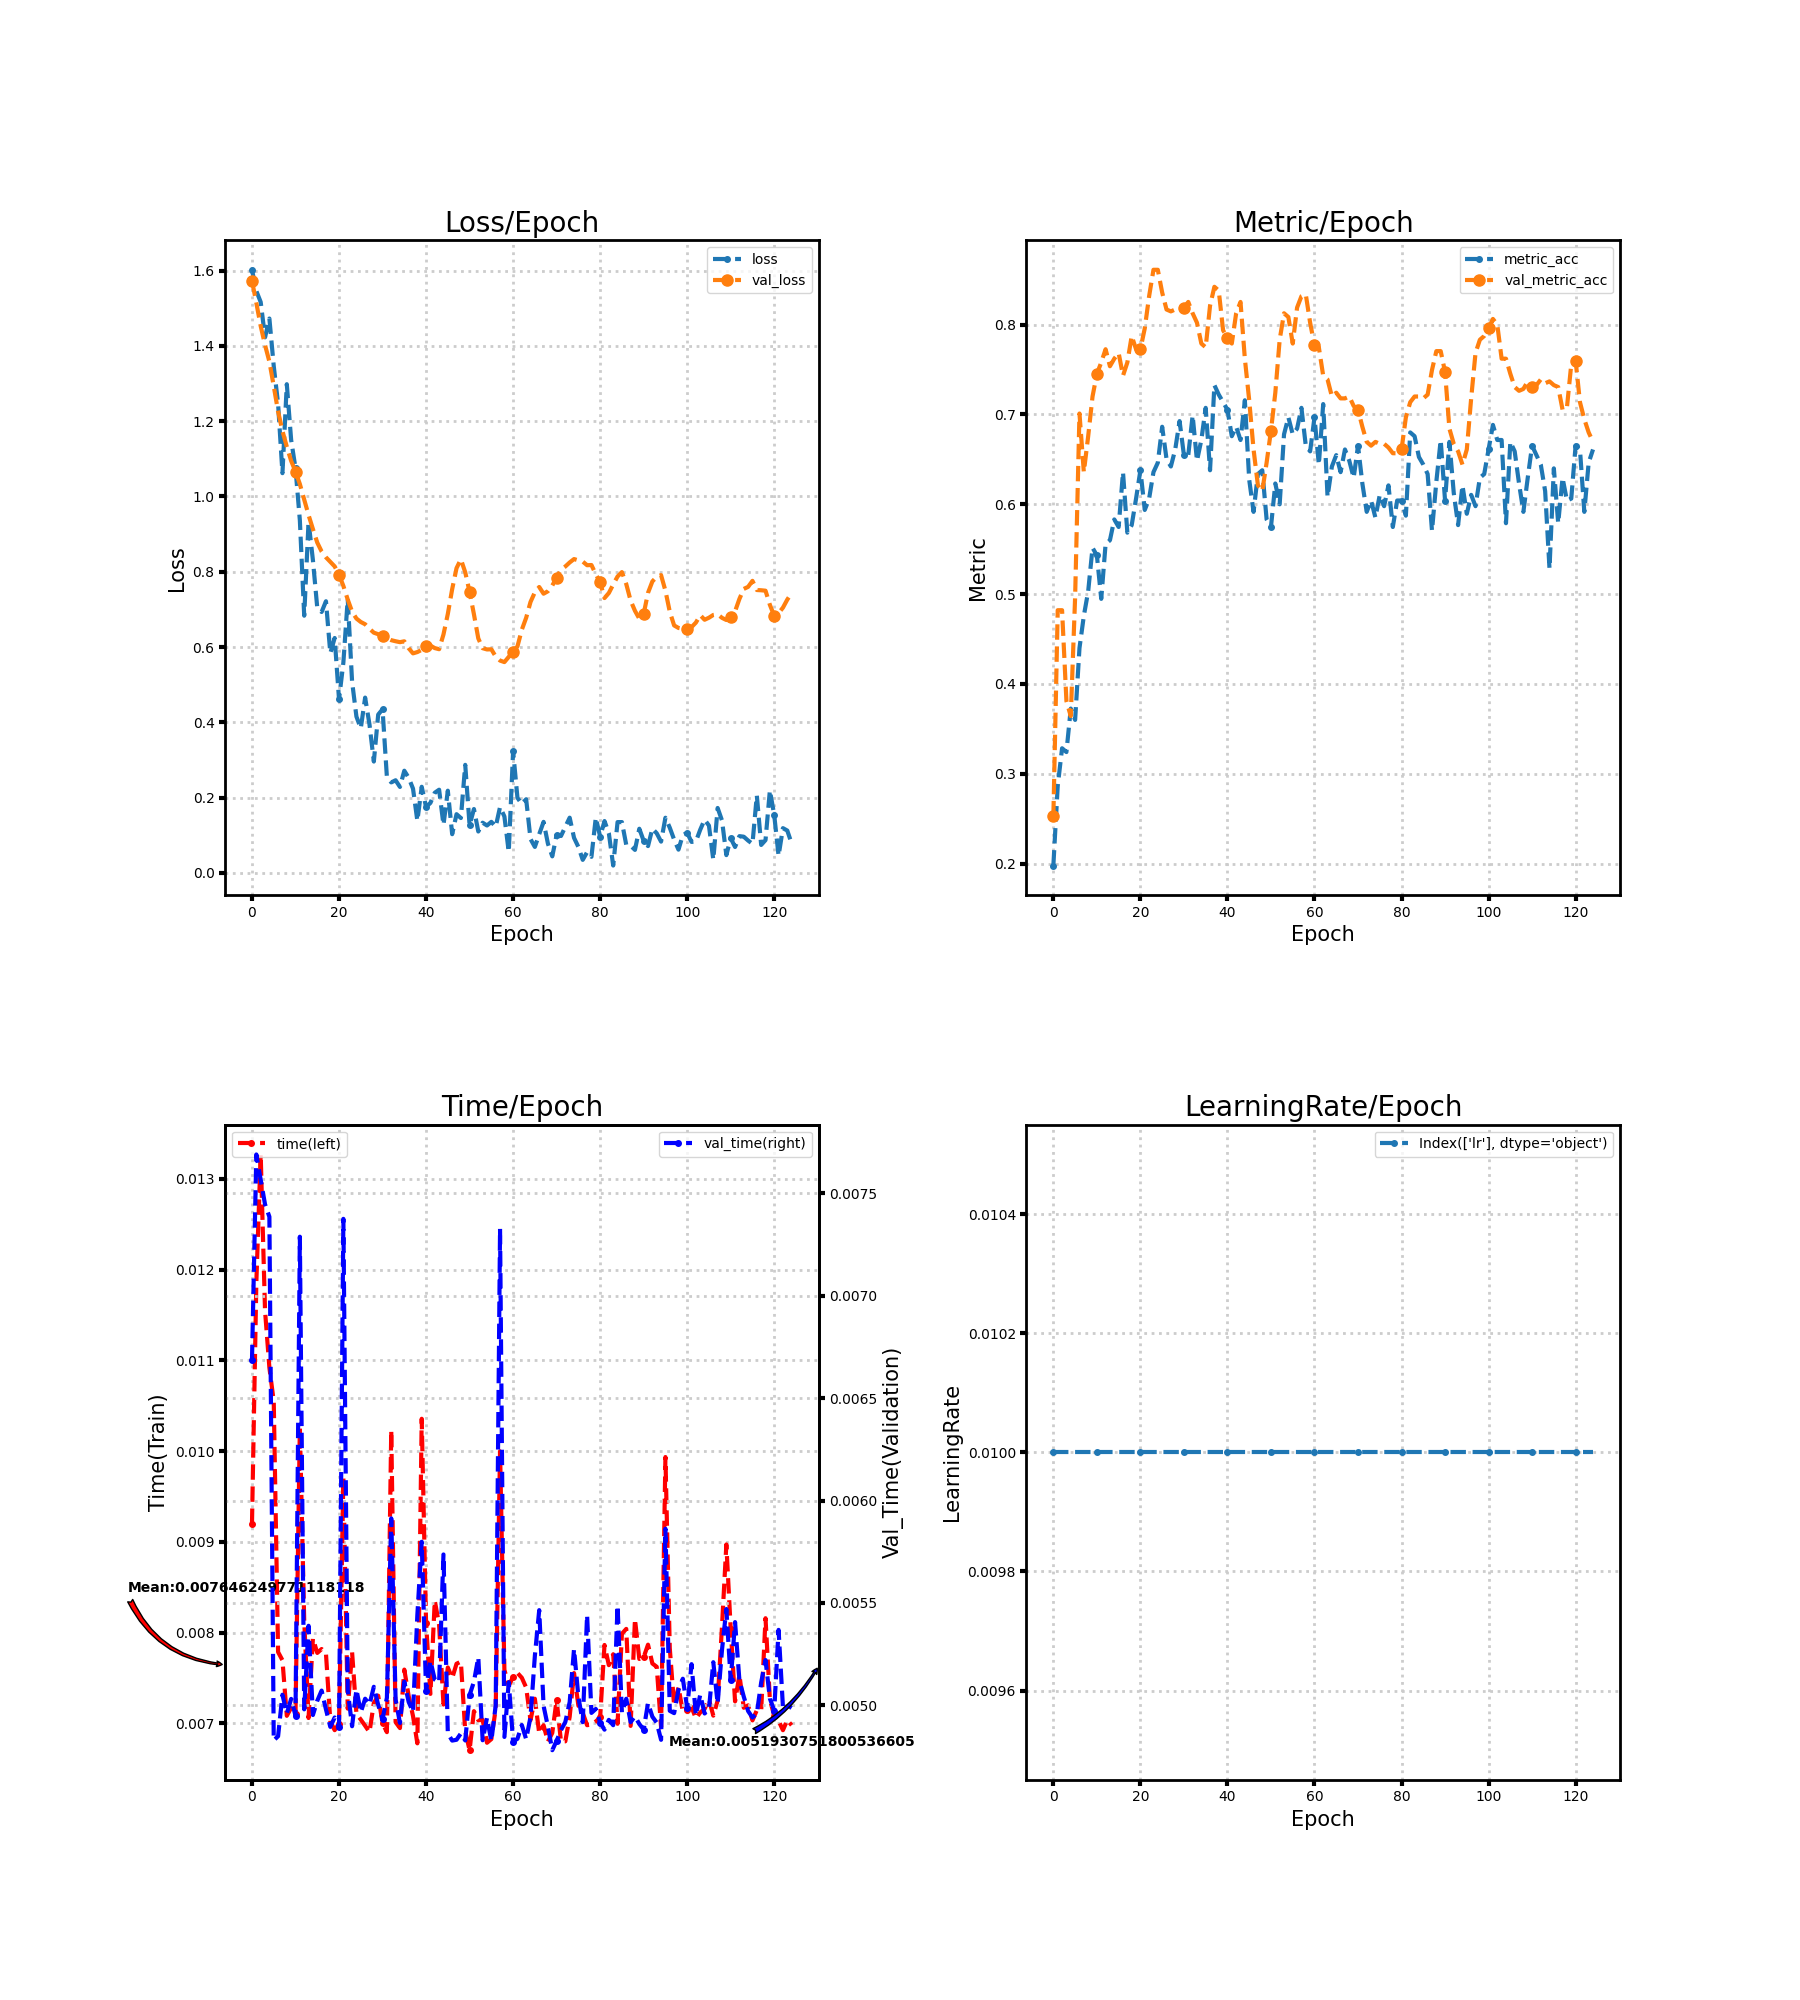 Loss/Epoch
loss
val_loss
1.6
1.4
1.2
1.0
0.8
0.6
0.4
0.2
0.0
Loss
0 20 40 60 80 100 120
Epoch
Metric/Epoch
metric_acc
val_metric_acc
0.8
0.7
0.6
0.5
0.4
0.3
0.2
Metric
0 20 40 60 80 100 120
Epoch
Time/Epoch
time(left)
val_time(right)
0.013
0.012
0.011
0.010
0.009
0.008
0.007
Time(Train)
Mean:0.007646249771118118
0.0075
0.0070
0.0065
0.0060
0.0055
0.0050
Val_Time(Validation)
Mean:0.0051930751800536605
0 20 40 60 80 100 120
Epoch
LearningRate/Epoch
Index(['lr'], dtype='object')
0.0104
0.0102
0.0100
0.0098
0.0096
LearningRate
0 20 40 60 80 100 120
Epoch